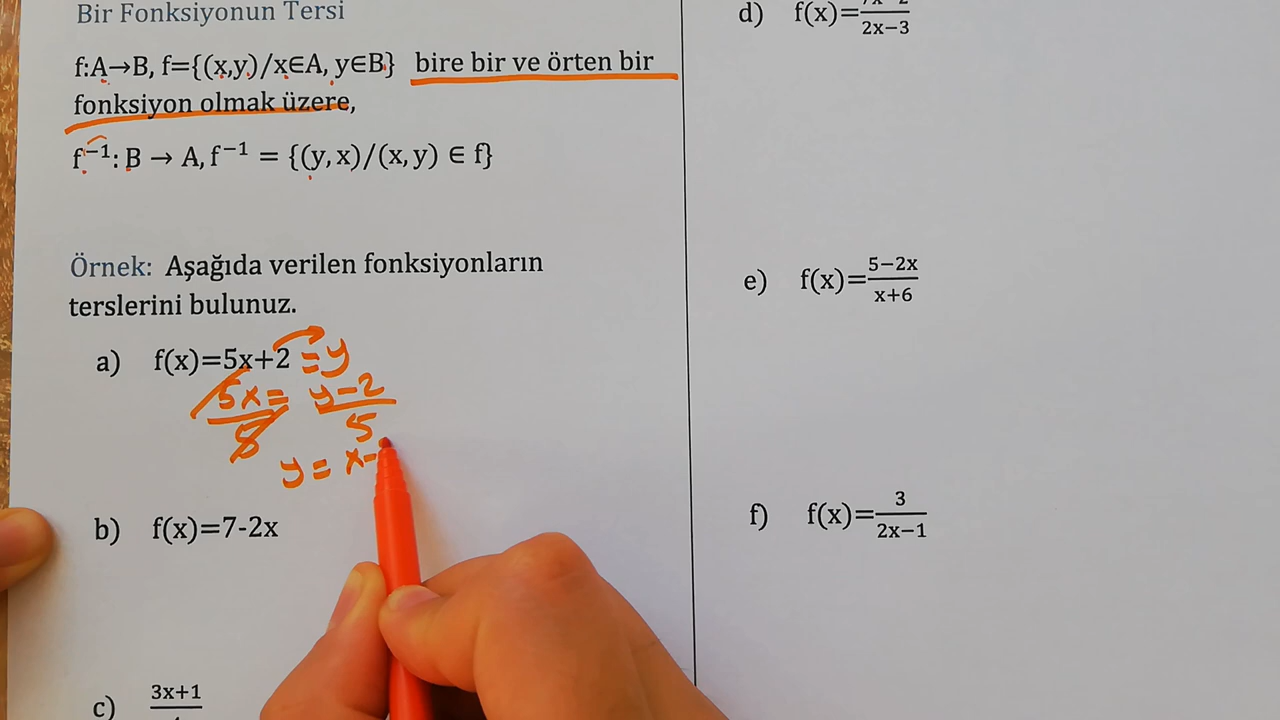 Bir Fonksiyonun Tersi
f:A→B, f={(x,y)/x∈A, y∈B} bire bir ve örten bir
fonksiyon olmak üzere,
f⁻¹: B → A, f⁻¹ = {(y, x)/(x, y) ∈ f}
Örnek: Aşağıda verilen fonksiyonların
terslerini bulunuz.
a) f(x)=5x+2 =y
5x = y-2
5 5
y = x-
b) f(x)=7-2x
c) 3x+1
d) f(x)= 2x−3
e) f(x)= 5−2x / x+6
f) f(x)= 3 / 2x−1